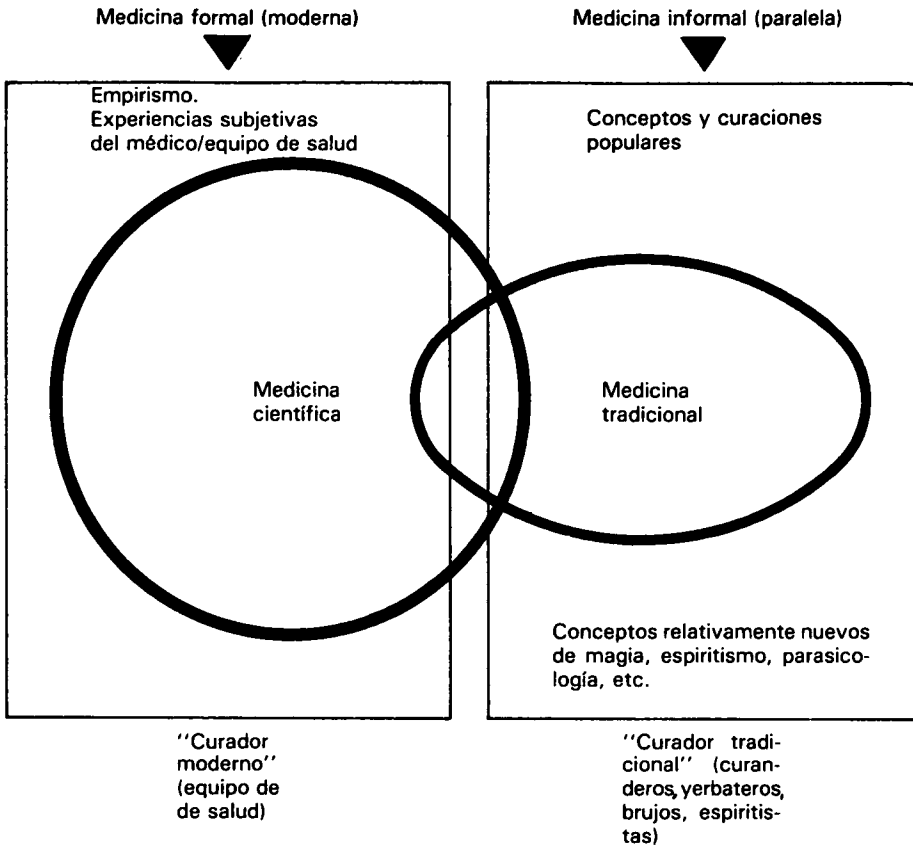 Medicina formal (moderna)
Medicina informal (paralela)
Empirismo.
Experiencias subjetivas
del médico/equipo de salud
Conceptos y curaciones
populares
Medicina
científica
Medicina
tradicional
Conceptos relativamente nuevos
de magia, espiritismo, parasico-
logía, etc.
''Curador
moderno''
(equipo de
de salud)
''Curador tradi-
cional'' (curan-
deros, yerbateros,
brujos, espiritis-
tas)